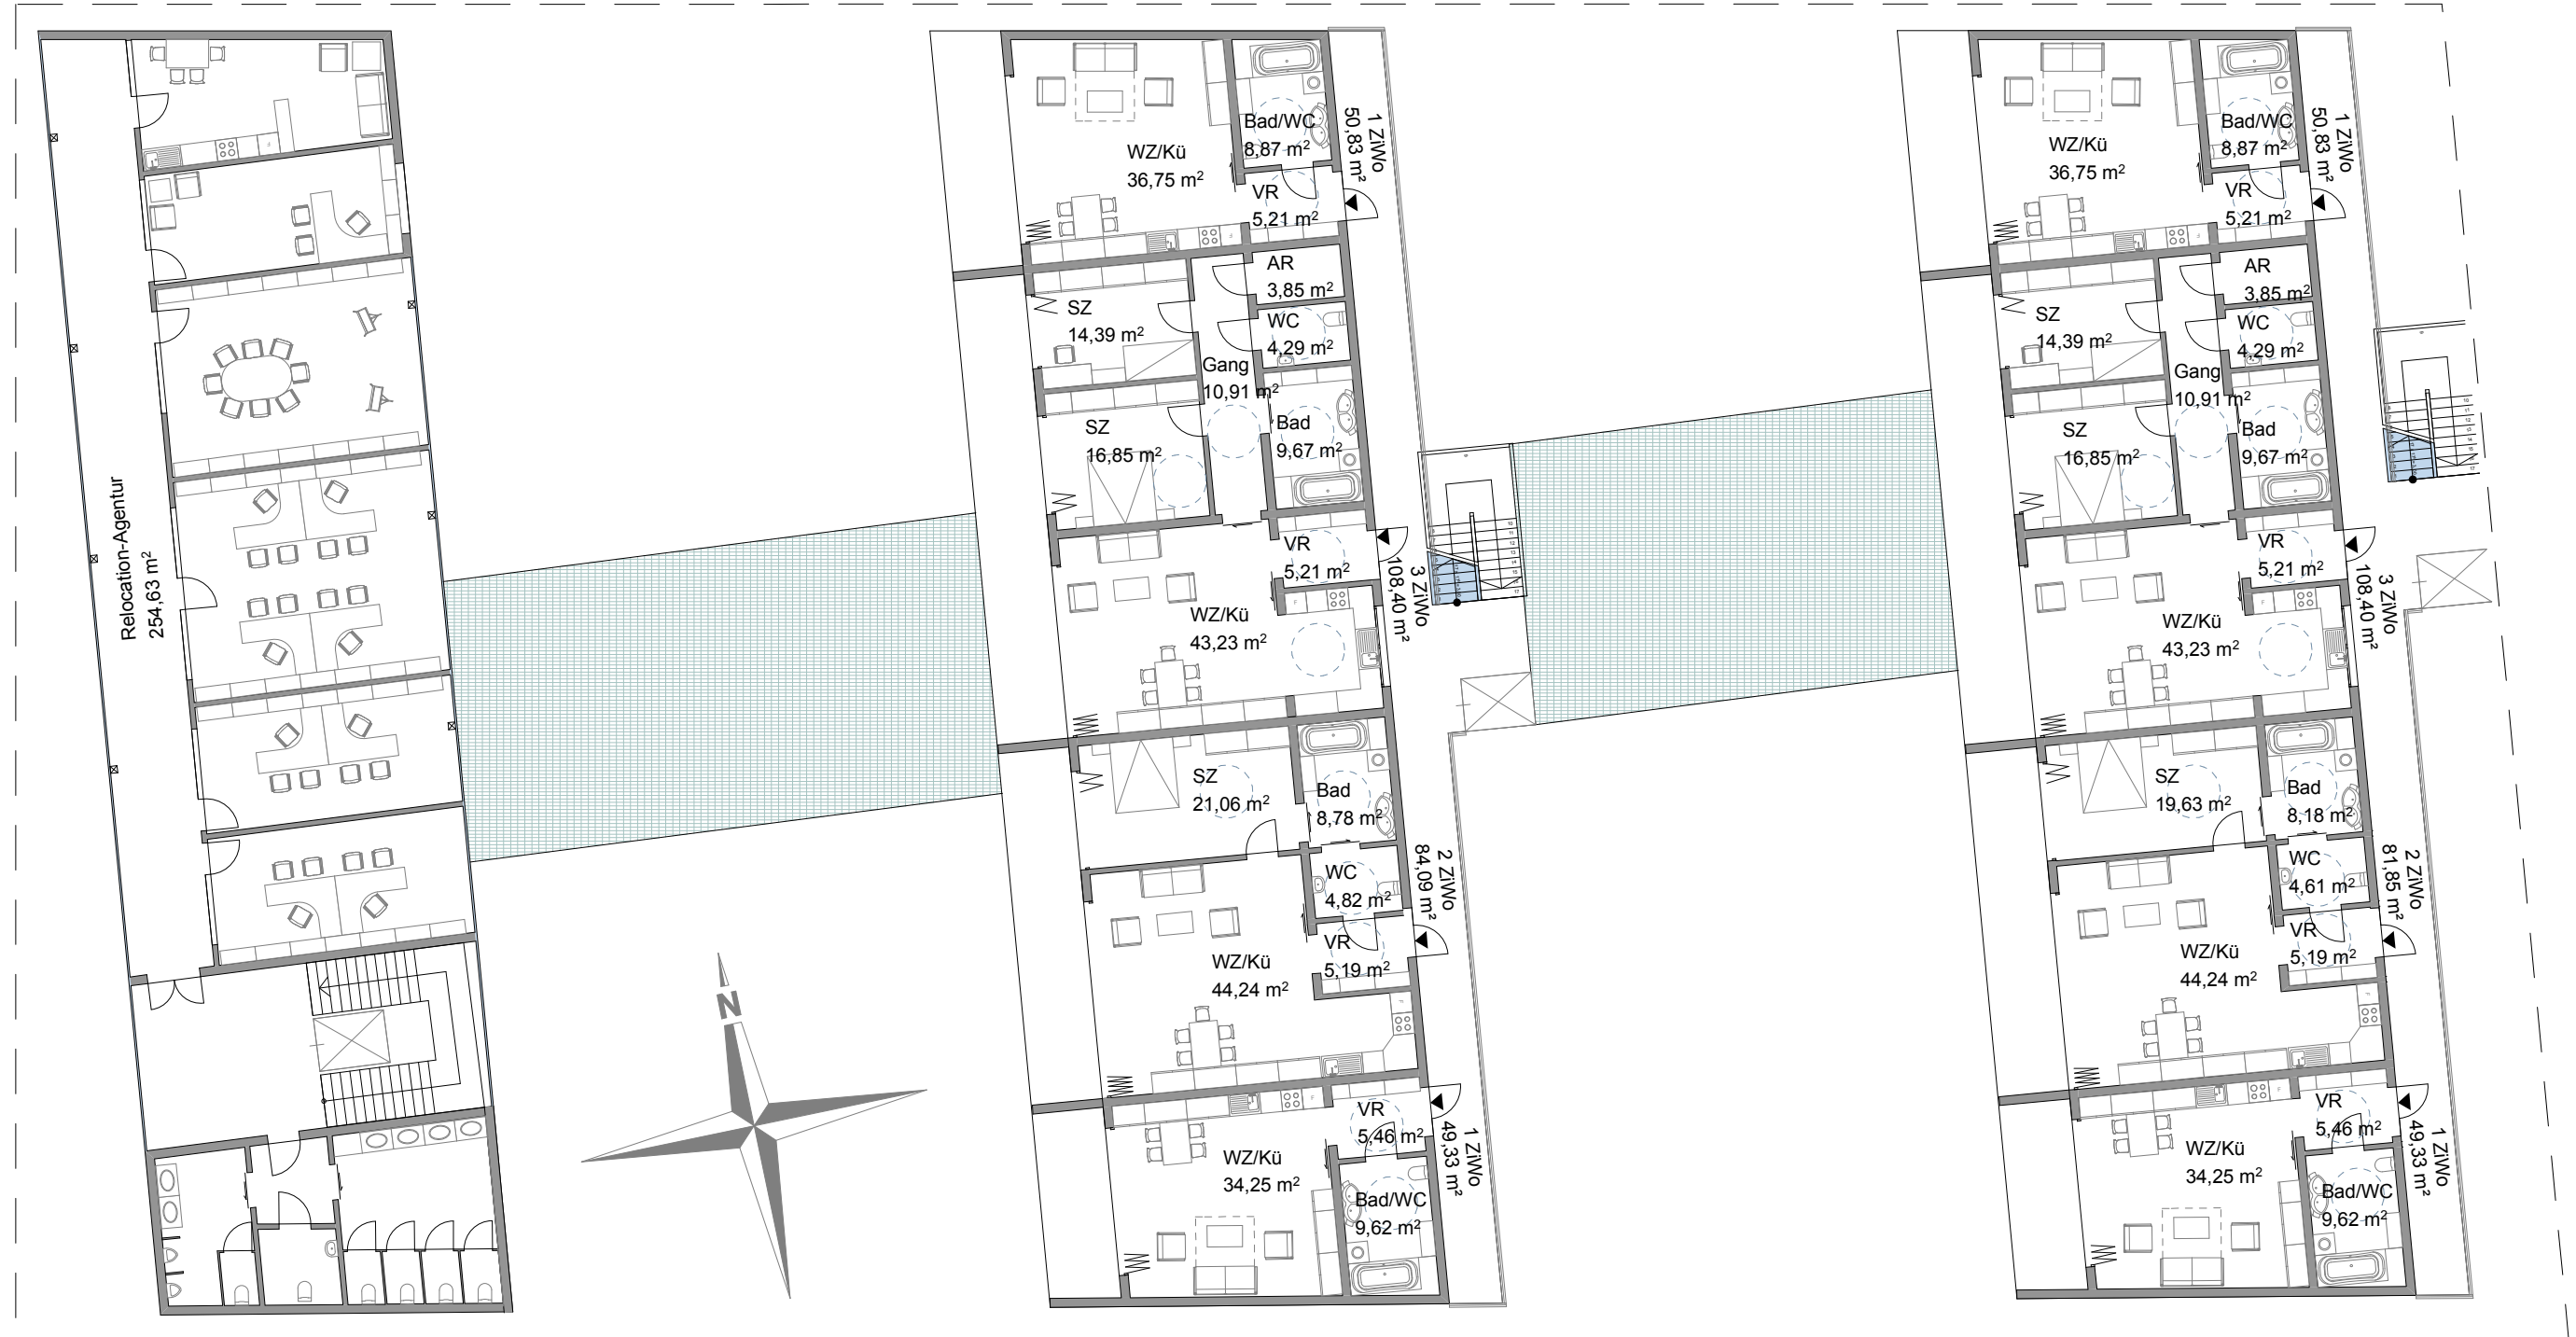 Relocation-Agentur
254,63 m²
N
WZ/Kü
36,75 m²
Bad/WC
8,87 m²
VR
5,21 m²
1 ZiWo
50,83 m²
AR
3,85 m²
SZ
14,39 m²
WC
4,29 m²
Gang
10,91 m²
SZ
16,85 m²
Bad
9,67 m²
VR
5,21 m²
3 ZiWo
108,40 m²
WZ/Kü
43,23 m²
SZ
21,06 m²
Bad
8,78 m²
WC
4,82 m²
2 ZiWo
84,09 m²
VR
5,19 m²
WZ/Kü
44,24 m²
VR
5,46 m²
1 ZiWo
49,33 m²
WZ/Kü
34,25 m²
Bad/WC
9,62 m²
WZ/Kü
36,75 m²
Bad/WC
8,87 m²
VR
5,21 m²
1 ZiWo
50,83 m²
AR
3,85 m²
SZ
14,39 m²
WC
4,29 m²
Gang
10,91 m²
SZ
16,85 m²
Bad
9,67 m²
VR
5,21 m²
3 ZiWo
108,40 m²
WZ/Kü
43,23 m²
SZ
19,63 m²
Bad
8,18 m²
WC
4,61 m²
2 ZiWo
81,85 m²
VR
5,19 m²
WZ/Kü
44,24 m²
VR
5,46 m²
1 ZiWo
49,33 m²
WZ/Kü
34,25 m²
Bad/WC
9,62 m²